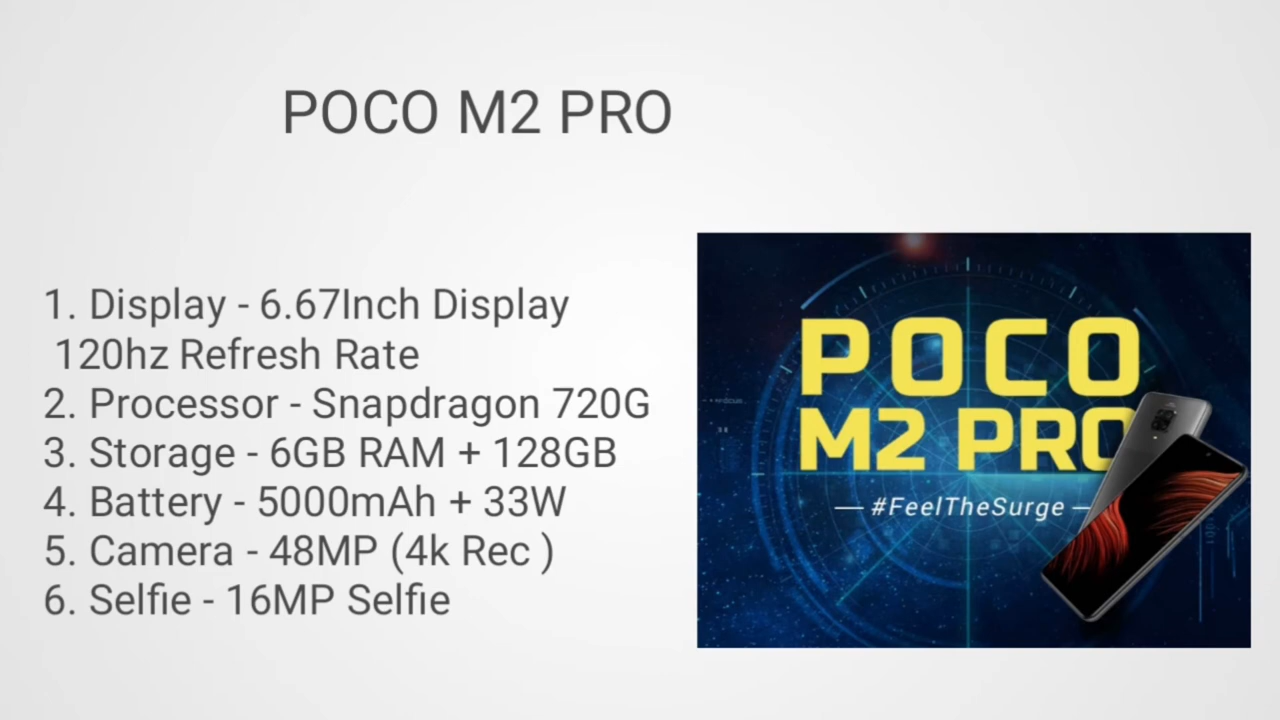 POCO M2 PRO
1. Display - 6.67Inch Display
120hz Refresh Rate
2. Processor - Snapdragon 720G
3. Storage - 6GB RAM + 128GB
4. Battery - 5000mAh + 33W
5. Camera - 48MP (4k Rec )
6. Selfie - 16MP Selfie
POCO
M2 PRO
— #FeelTheSurge —